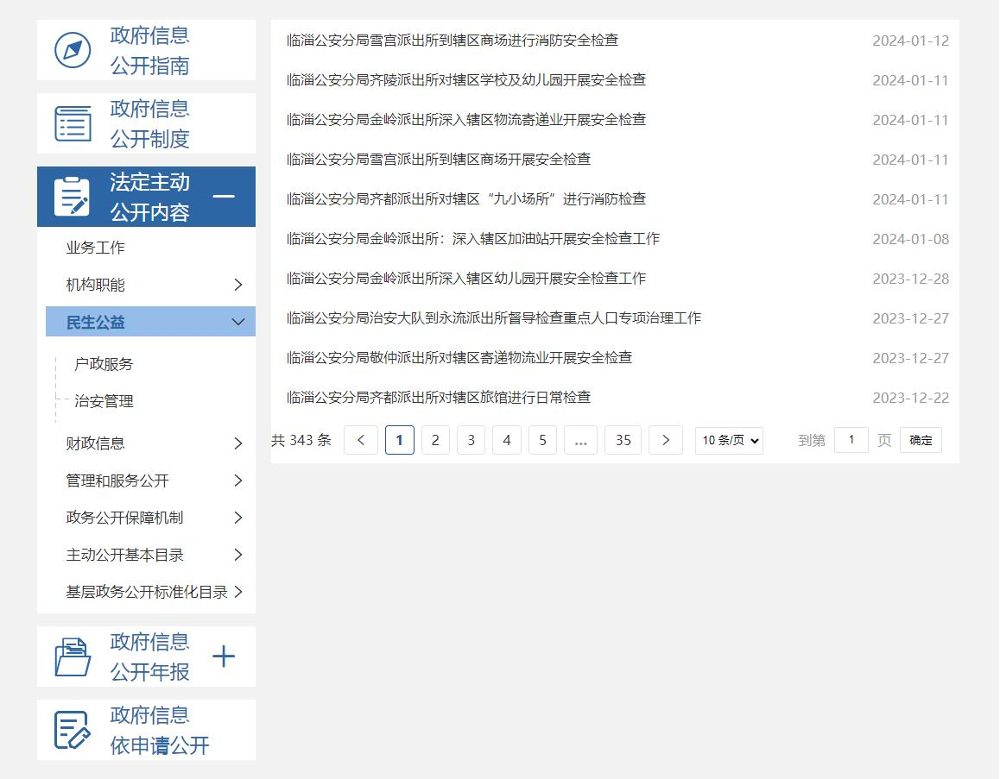 政府信息
公开指南
政府信息
公开制度
法定主动
公开内容
业务工作
机构职能
民生公益
户政服务
治安管理
财政信息
管理和服务公开
政务公开保障机制
主动公开基本目录
基层政务公开标准化目录
政府信息
公开年报
政府信息
依申请公开
临淄公安分局雪宫派出所到辖区商场进行消防安全检查 2024-01-12
临淄公安分局齐陵派出所对辖区学校及幼儿园开展安全检查 2024-01-11
临淄公安分局金岭派出所深入辖区物流寄递业开展安全检查 2024-01-11
临淄公安分局雪宫派出所到辖区商场开展安全检查 2024-01-11
临淄公安分局齐都派出所对辖区“九小场所”进行消防检查 2024-01-11
临淄公安分局金岭派出所：深入辖区加油站开展安全检查工作 2024-01-08
临淄公安分局金岭派出所深入辖区幼儿园开展安全检查工作 2023-12-28
临淄公安分局治安大队到永流派出所督导检查重点人口专项治理工作 2023-12-27
临淄公安分局敬仲派出所对辖区寄递物流业开展安全检查 2023-12-27
临淄公安分局齐都派出所对辖区旅馆进行日常检查 2023-12-22
共 343 条 < 1 2 3 4 5 ... 35 > 10 条/页 到第 1 页 确定